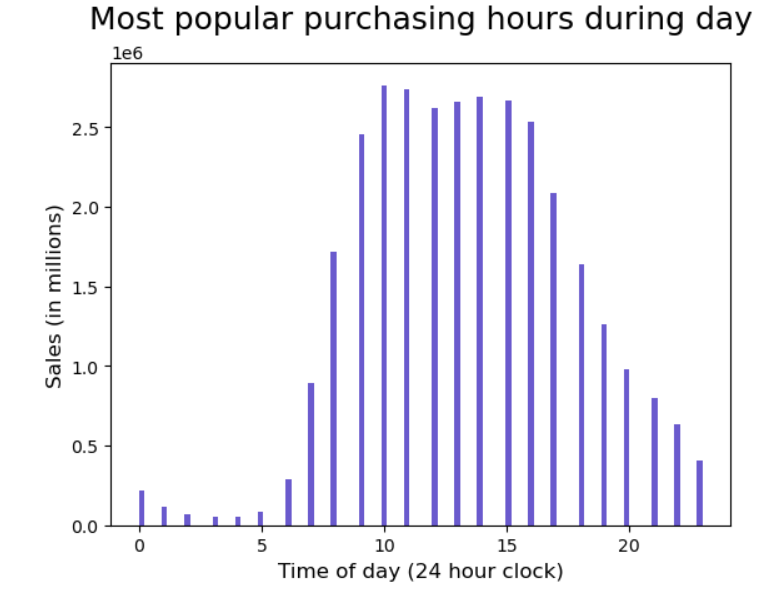 Most popular purchasing hours during day
1e6
2.5
2.0
1.5
1.0
0.5
0.0
Sales (in millions)
0 5 10 15 20
Time of day (24 hour clock)